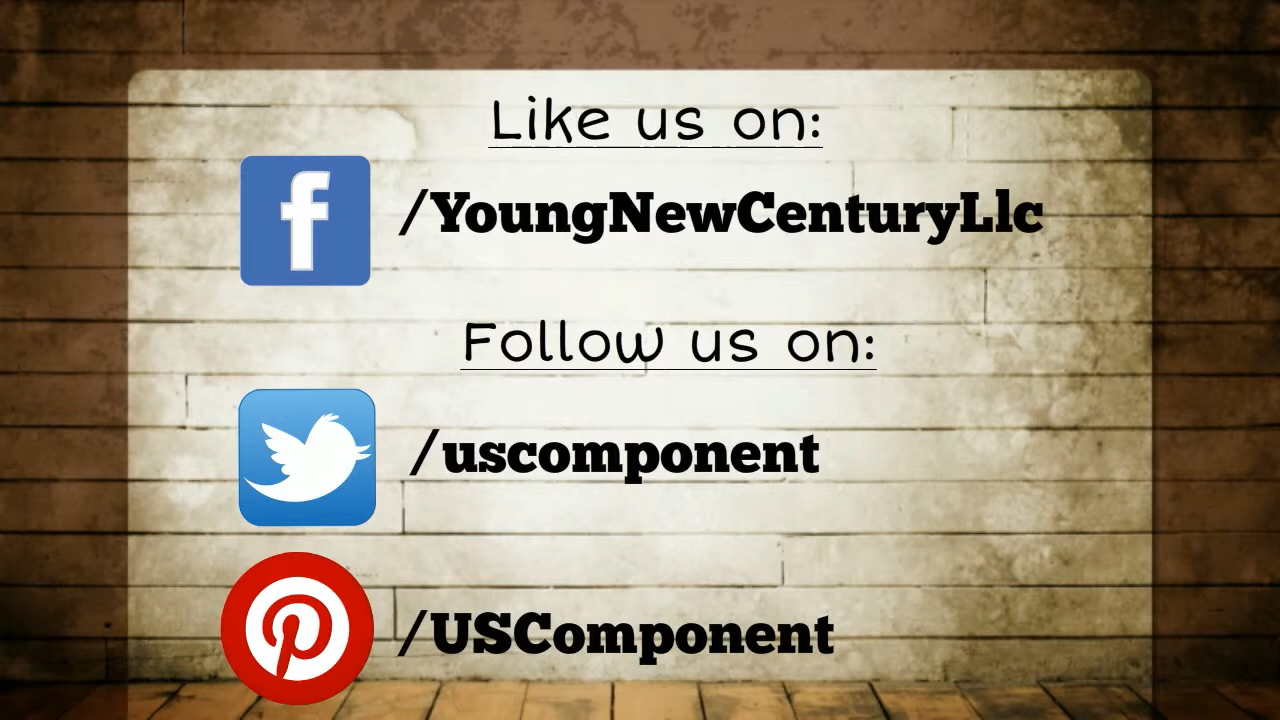 Like us on:
/YoungNewCenturyLlc
Follow us on:
/uscomponent
/USComponent